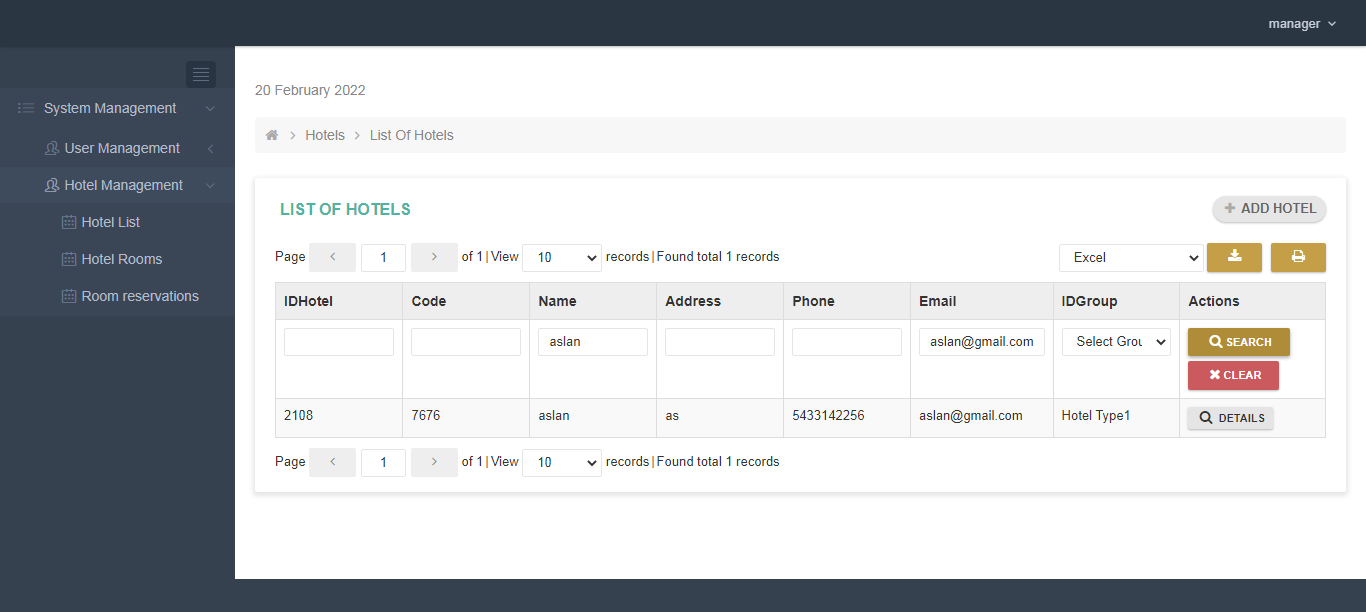 manager
System Management
User Management
Hotel Management
Hotel List
Hotel Rooms
Room reservations
20 February 2022
Hotels > List Of Hotels
LIST OF HOTELS
ADD HOTEL
Page 1 of 1 | View 10 records | Found total 1 records
Excel
IDHotel Code Name Address Phone Email IDGroup Actions
aslan aslan@gmail.com Select Grou SEARCH
CLEAR
2108 7676 aslan as 5433142256 aslan@gmail.com Hotel Type1 DETAILS
Page 1 of 1 | View 10 records | Found total 1 records